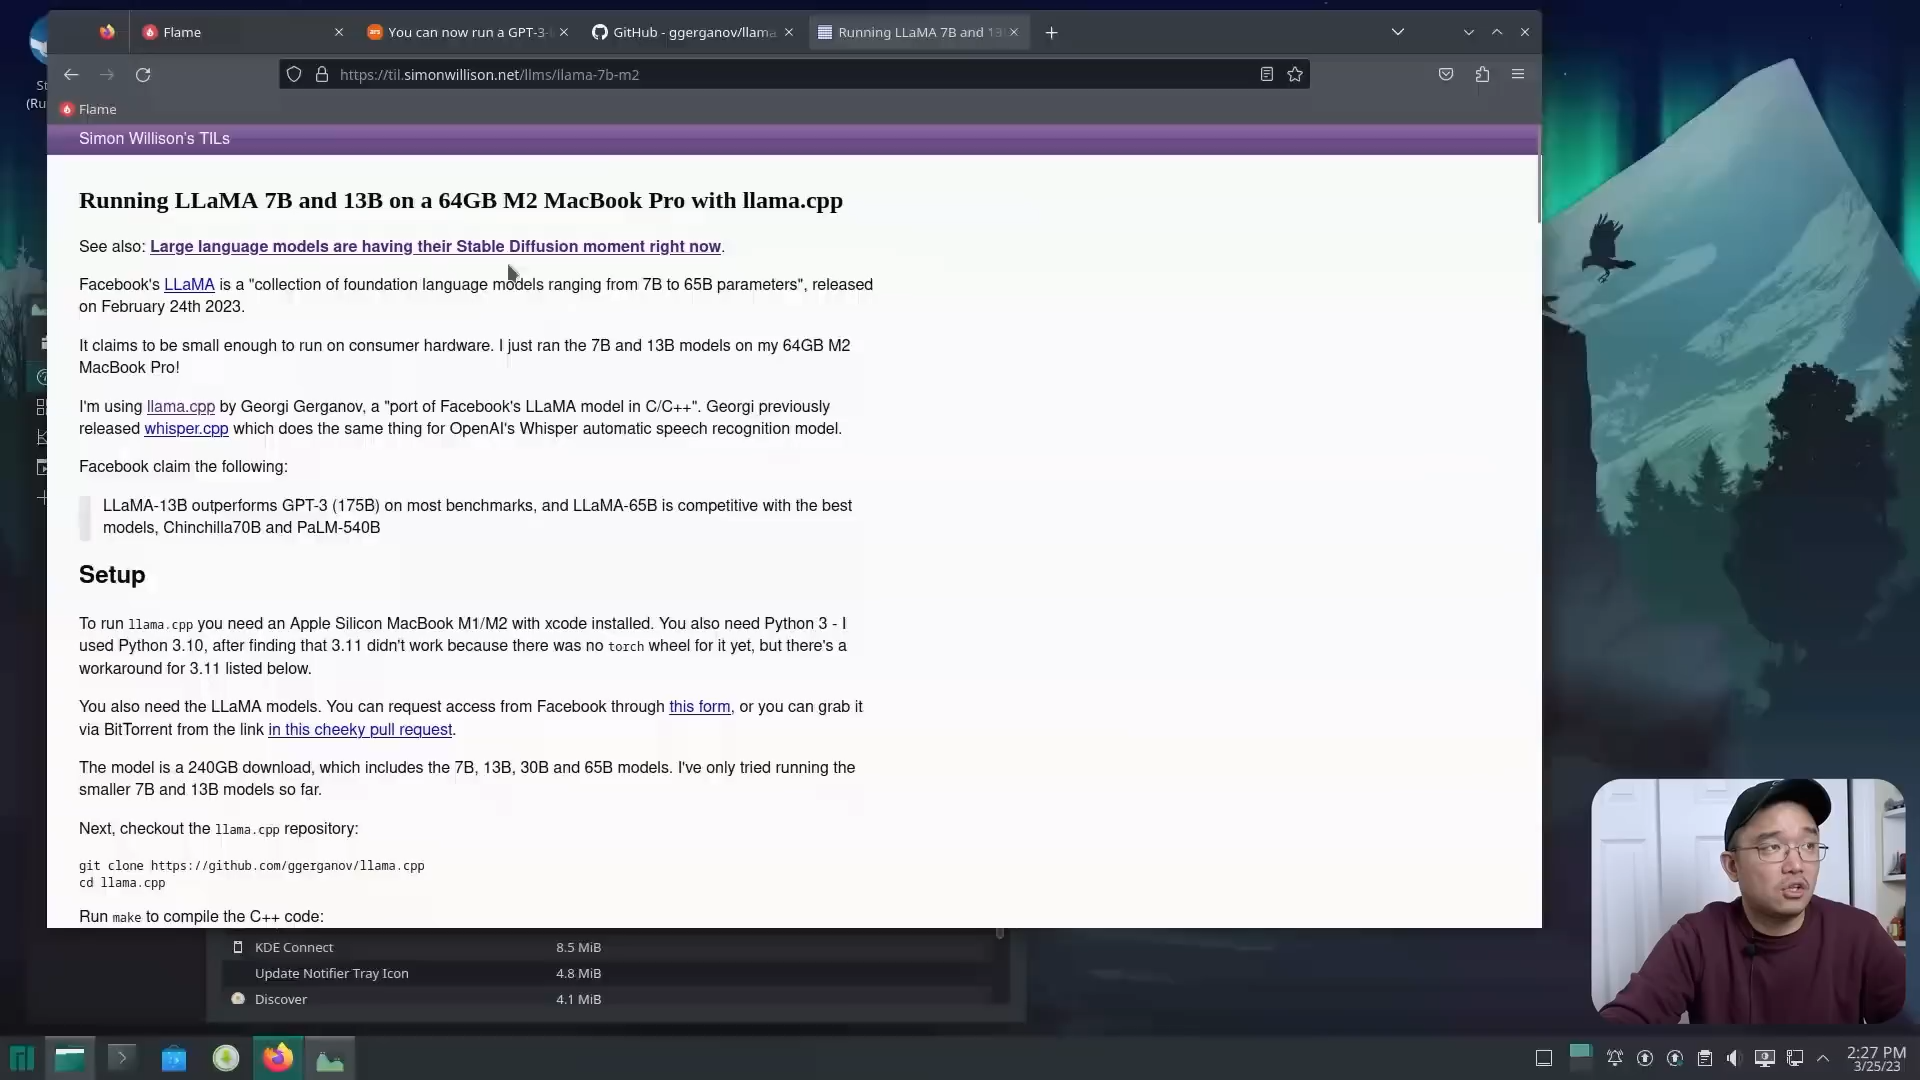 Flame
You can now run a GPT-3-
GitHub - ggerganov/llama
Running LLaMA 7B and 13
https://til.simonwillison.net/llms/llama-7b-m2
Flame
Simon Willison's TILs
Running LLaMA 7B and 13B on a 64GB M2 MacBook Pro with llama.cpp
See also: Large language models are having their Stable Diffusion moment right now.
Facebook's LLaMA is a "collection of foundation language models ranging from 7B to 65B parameters", released
on February 24th 2023.
It claims to be small enough to run on consumer hardware. I just ran the 7B and 13B models on my 64GB M2
MacBook Pro!
I'm using llama.cpp by Georgi Gerganov, a "port of Facebook's LLaMA model in C/C++". Georgi previously
released whisper.cpp which does the same thing for OpenAI's Whisper automatic speech recognition model.
Facebook claim the following:
LLaMA-13B outperforms GPT-3 (175B) on most benchmarks, and LLaMA-65B is competitive with the best
models, Chinchilla70B and PaLM-540B
Setup
To run llama.cpp you need an Apple Silicon MacBook M1/M2 with xcode installed. You also need Python 3 - I
used Python 3.10, after finding that 3.11 didn't work because there was no torch wheel for it yet, but there's a
workaround for 3.11 listed below.
You also need the LLaMA models. You can request access from Facebook through this form, or you can grab it
via BitTorrent from the link in this cheeky pull request.
The model is a 240GB download, which includes the 7B, 13B, 30B and 65B models. I've only tried running the
smaller 7B and 13B models so far.
Next, checkout the llama.cpp repository:
git clone https://github.com/ggerganov/llama.cpp
cd llama.cpp
Run make to compile the C++ code:
KDE Connect 8.5 MiB
Update Notifier Tray Icon 4.8 MiB
Discover 4.1 MiB
2:27 PM
3/25/23